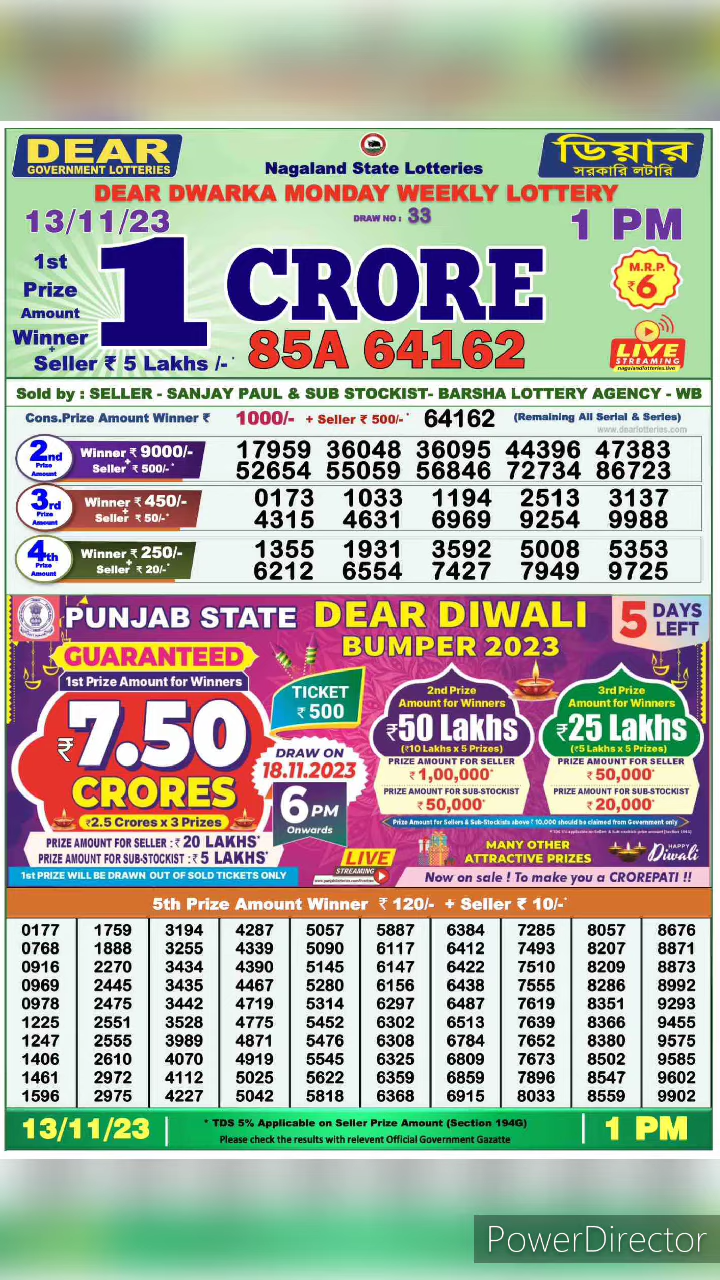 DEAR
GOVERNMENT LOTTERIES
Nagaland State Lotteries
ডিয়ার
সরকারি লটারি
DEAR DWARKA MONDAY WEEKLY LOTTERY
13/11/23
DRAW NO : 33
1 PM
1st
Prize
Amount
Winner
+
Seller ₹ 5 Lakhs /-*
1 CRORE
85A 64162
M.R.P.
₹6
LIVE
STREAMING
nagalandlotteries.live
Sold by : SELLER - SANJAY PAUL & SUB STOCKIST- BARSHA LOTTERY AGENCY - WB
Cons.Prize Amount Winner ₹ 1000/- + Seller ₹ 500/-* 64162 (Remaining All Serial & Series)
www.dearlotteries.com
2nd Prize Amount
Winner ₹ 9000/-
+
Seller ₹ 500/-*
17959 36048 36095 44396 47383
52654 55059 56846 72734 86723
3rd Prize Amount
Winner ₹ 450/-
+
Seller ₹ 50/-*
0173 1033 1194 2513 3137
4315 4631 6969 9254 9988
4th Prize Amount
Winner ₹ 250/-
+
Seller ₹ 20/-*
1355 1931 3592 5008 5353
6212 6554 7427 7949 9725
PUNJAB STATE DEAR DIWALI
BUMPER 2023
5 DAYS LEFT
GUARANTEED
1st Prize Amount for Winners
₹7.50
CRORES
₹2.5 Crores x 3 Prizes
PRIZE AMOUNT FOR SELLER : ₹ 20 LAKHS*
PRIZE AMOUNT FOR SUB-STOCKIST : ₹ 5 LAKHS*
1st PRIZE WILL BE DRAWN OUT OF SOLD TICKETS ONLY
TICKET
₹ 500
DRAW ON
18.11.2023
6 PM
Onwards
LIVE
STREAMING
2nd Prize
Amount for Winners
₹50 Lakhs
(₹10 Lakhs x 5 Prizes)
PRIZE AMOUNT FOR SELLER
₹ 1,00,000*
PRIZE AMOUNT FOR SUB-STOCKIST
₹ 50,000*
3rd Prize
Amount for Winners
₹25 Lakhs
(₹5 Lakhs x 5 Prizes)
PRIZE AMOUNT FOR SELLER
₹ 50,000*
PRIZE AMOUNT FOR SUB-STOCKIST
₹ 20,000*
Prize Amount for Sellers & Sub-Stockists above ₹ 10,000 should be claimed from Government only
MANY OTHER
ATTRACTIVE PRIZES
HAPPY
Diwali
Now on sale ! To make you a CROREPATI !!
5th Prize Amount Winner ₹ 120/- + Seller ₹ 10/-*
0177 1759 3194 4287 5057 5887 6384 7285 8057 8676
0768 1888 3255 4339 5090 6117 6412 7493 8207 8871
0916 2270 3434 4390 5145 6147 6422 7510 8209 8873
0969 2445 3435 4467 5280 6156 6438 7555 8286 8992
0978 2475 3442 4719 5314 6297 6487 7619 8351 9293
1225 2551 3528 4775 5452 6302 6513 7639 8366 9455
1247 2555 3989 4871 5476 6308 6784 7652 8380 9575
1406 2610 4070 4919 5545 6325 6809 7673 8502 9585
1461 2972 4112 5025 5622 6359 6859 7896 8547 9602
1596 2975 4227 5042 5818 6368 6915 8033 8559 9902
13/11/23
* TDS 5% Applicable on Seller Prize Amount (Section 194G)
Please check the results with relevent Official Government Gazatte
1 PM
PowerDirector